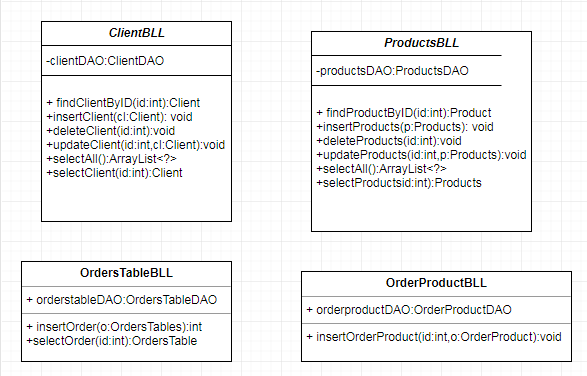 ClientBLL
-clientDAO:ClientDAO
+ findClientByID(id:int):Client
+insertClient(cl:Client): void
+deleteClient(id:int):void
+updateClient(id:int,cl:Client):void
+selectAll():ArrayList<?>
+selectClient(id:int):Client
ProductsBLL
-productsDAO:ProductsDAO
+ findProductByID(id:int):Product
+insertProducts(p:Products): void
+deleteProducts(id:int):void
+updateProducts(id:int,p:Products):void
+selectAll():ArrayList<?>
+selectProductsid:int):Products
OrdersTableBLL
+ orderstableDAO:OrdersTableDAO
+ insertOrder(o:OrdersTables):int
+selectOrder(id:int):OrdersTable
OrderProductBLL
+ orderproductDAO:OrderProductDAO
+ insertOrderProduct(id:int,o:OrderProduct):void